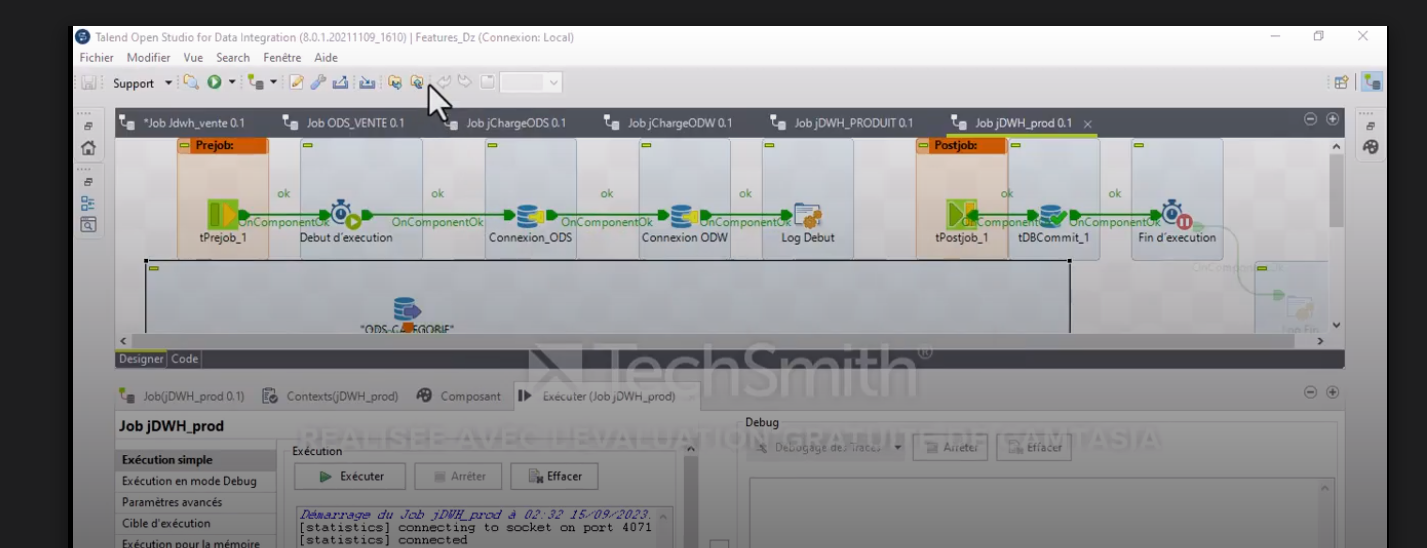 Talend Open Studio for Data Integration (8.0.1.20211109_1610) | Features_Dz (Connexion: Local)
Fichier Modifier Vue Search Fenêtre Aide
Support
*Job Jdwh_vente 0.1 Job ODS_VENTE 0.1 Job jChargeODS 0.1 Job jChargeODW 0.1 Job jDWH_PRODUIT 0.1 Job jDWH_prod 0.1
Prejob: Postjob:
ok ok ok ok ok ok
OnComponentOk OnComponentOk OnComponentOk OnComponentOk OnComponentOk OnComponentOk
tPrejob_1 Debut d'execution Connexion_ODS Connexion ODW Log Debut tPostjob_1 tDBCommit_1 Fin d'execution
OnComponentOk
"ODS-CATEGORIE"
Log Fin
Designer Code
TechSmith®
Job(jDWH_prod 0.1) Contexts(jDWH_prod) Composant Exécuter (Job jDWH_prod)
Job jDWH_prod
Debug
RÉALISÉE AVEC L'ÉVALUATION GRATUITE DE CAMTASIA
Exécution simple
Exécution
Debogage des Traces Arrêter Effacer
Exécution en mode Debug
Exécuter Arrêter Effacer
Paramètres avancés
Cible d'exécution
Démarrage du Job jDWH_prod à 02:32 15/09/2023.
[statistics] connecting to socket on port 4071
[statistics] connected
Exécution pour la mémoire